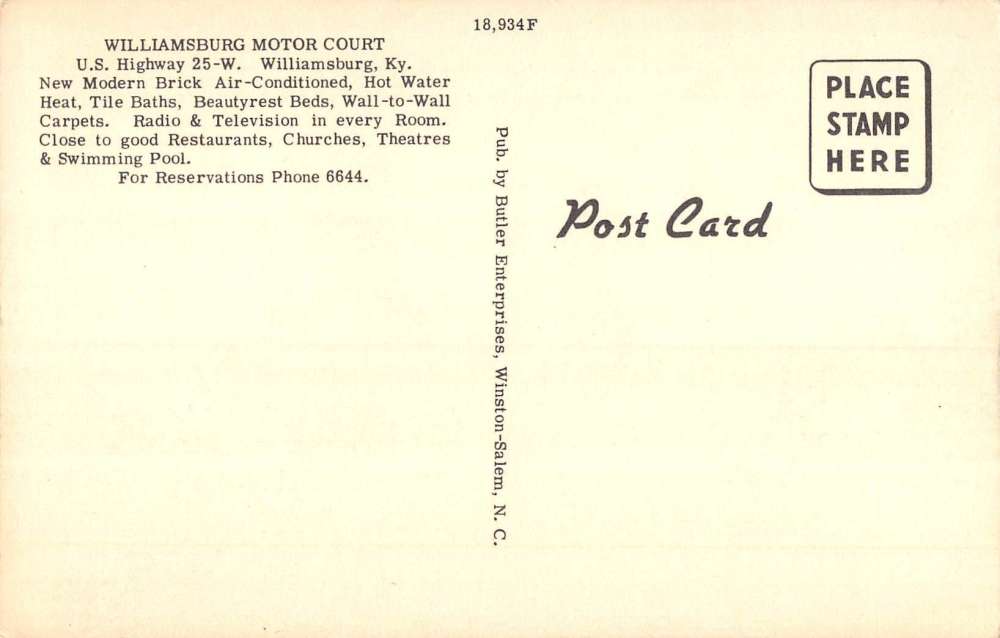 18,934F
WILLIAMSBURG MOTOR COURT
U.S. Highway 25-W. Williamsburg, Ky.
New Modern Brick Air-Conditioned, Hot Water
Heat, Tile Baths, Beautyrest Beds, Wall-to-Wall
Carpets. Radio & Television in every Room.
Close to good Restaurants, Churches, Theatres
& Swimming Pool.
For Reservations Phone 6644.
Pub. by Butler Enterprises, Winston-Salem, N. C.
PLACE
STAMP
HERE
Post Card